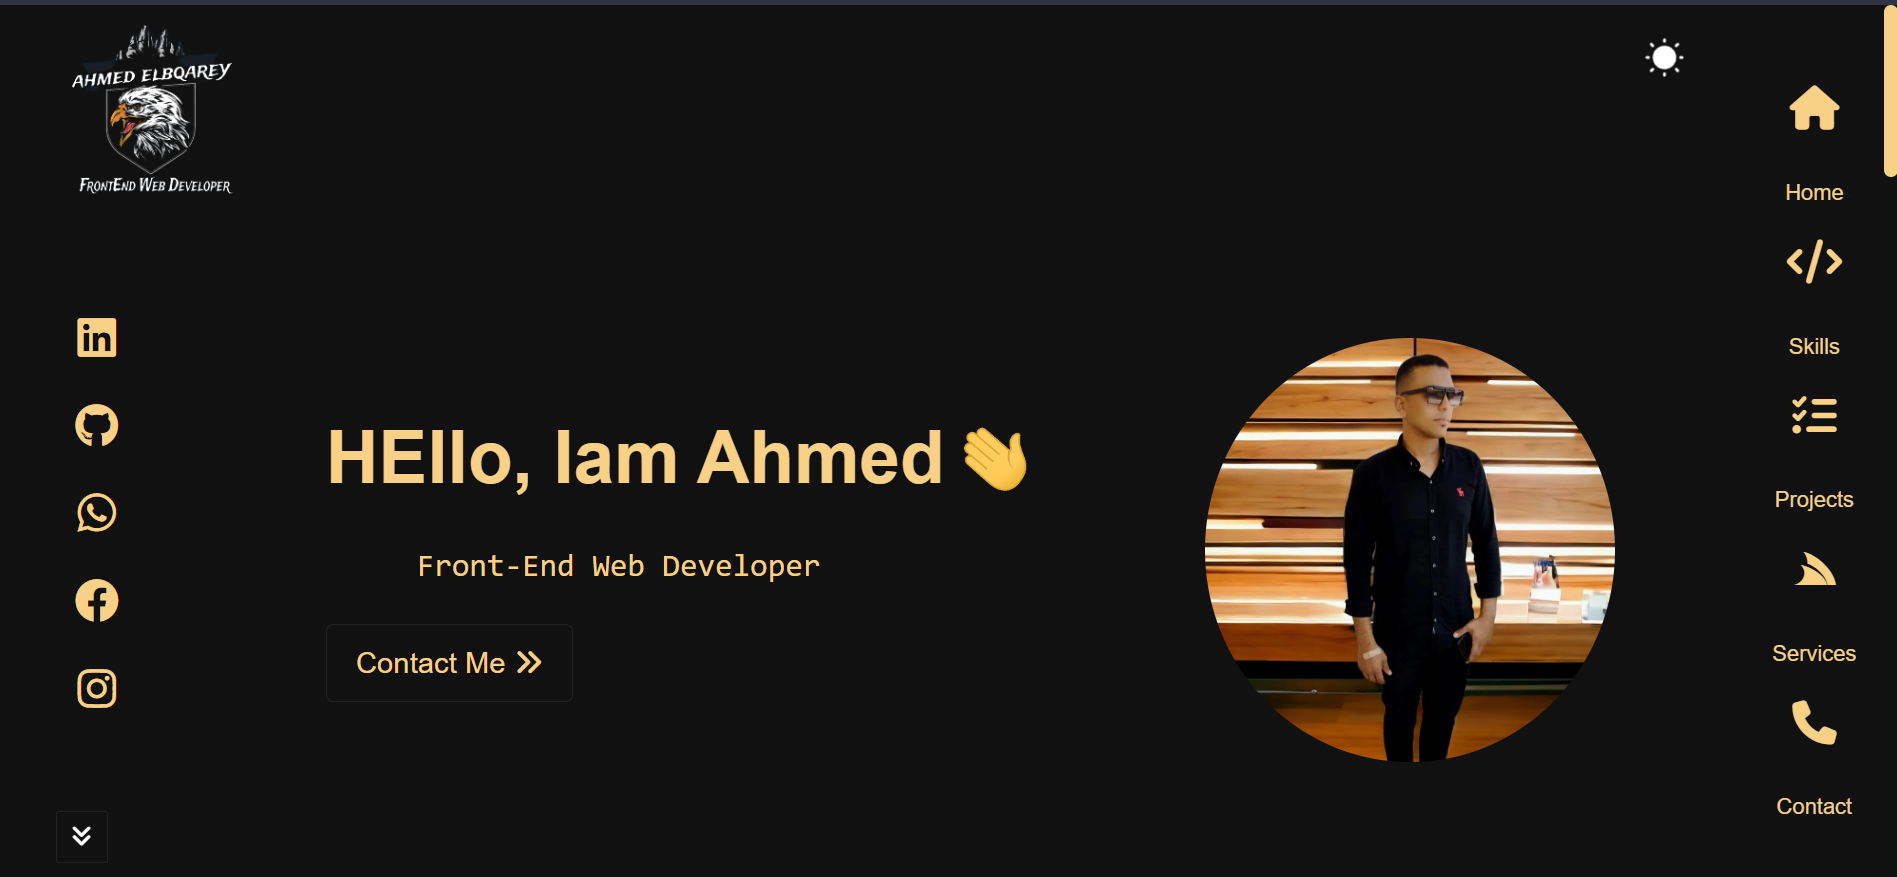 AHMED ELBQAREY
FRONTEND WEB DEVELOPER
Home
Skills
HEllo, Iam Ahmed 👋
Projects
Front-End Web Developer
Services
Contact Me
Contact